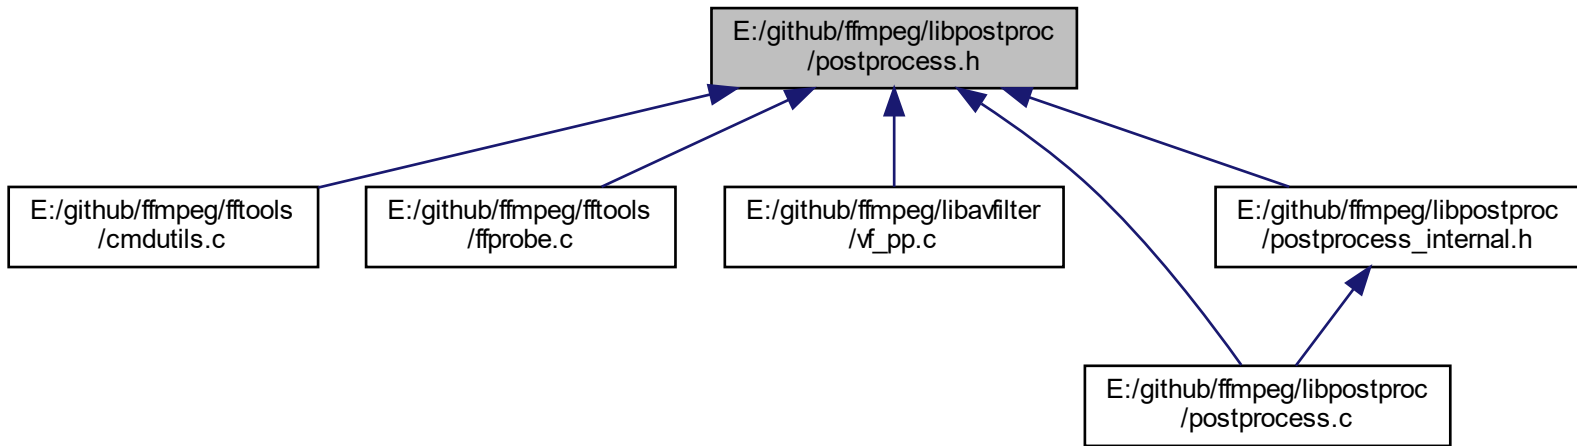 E:/github/ffmpeg/libpostproc
/postprocess.h
E:/github/ffmpeg/fftools
/cmdutils.c
E:/github/ffmpeg/fftools
/ffprobe.c
E:/github/ffmpeg/libavfilter
/vf_pp.c
E:/github/ffmpeg/libpostproc
/postprocess_internal.h
E:/github/ffmpeg/libpostproc
/postprocess.c